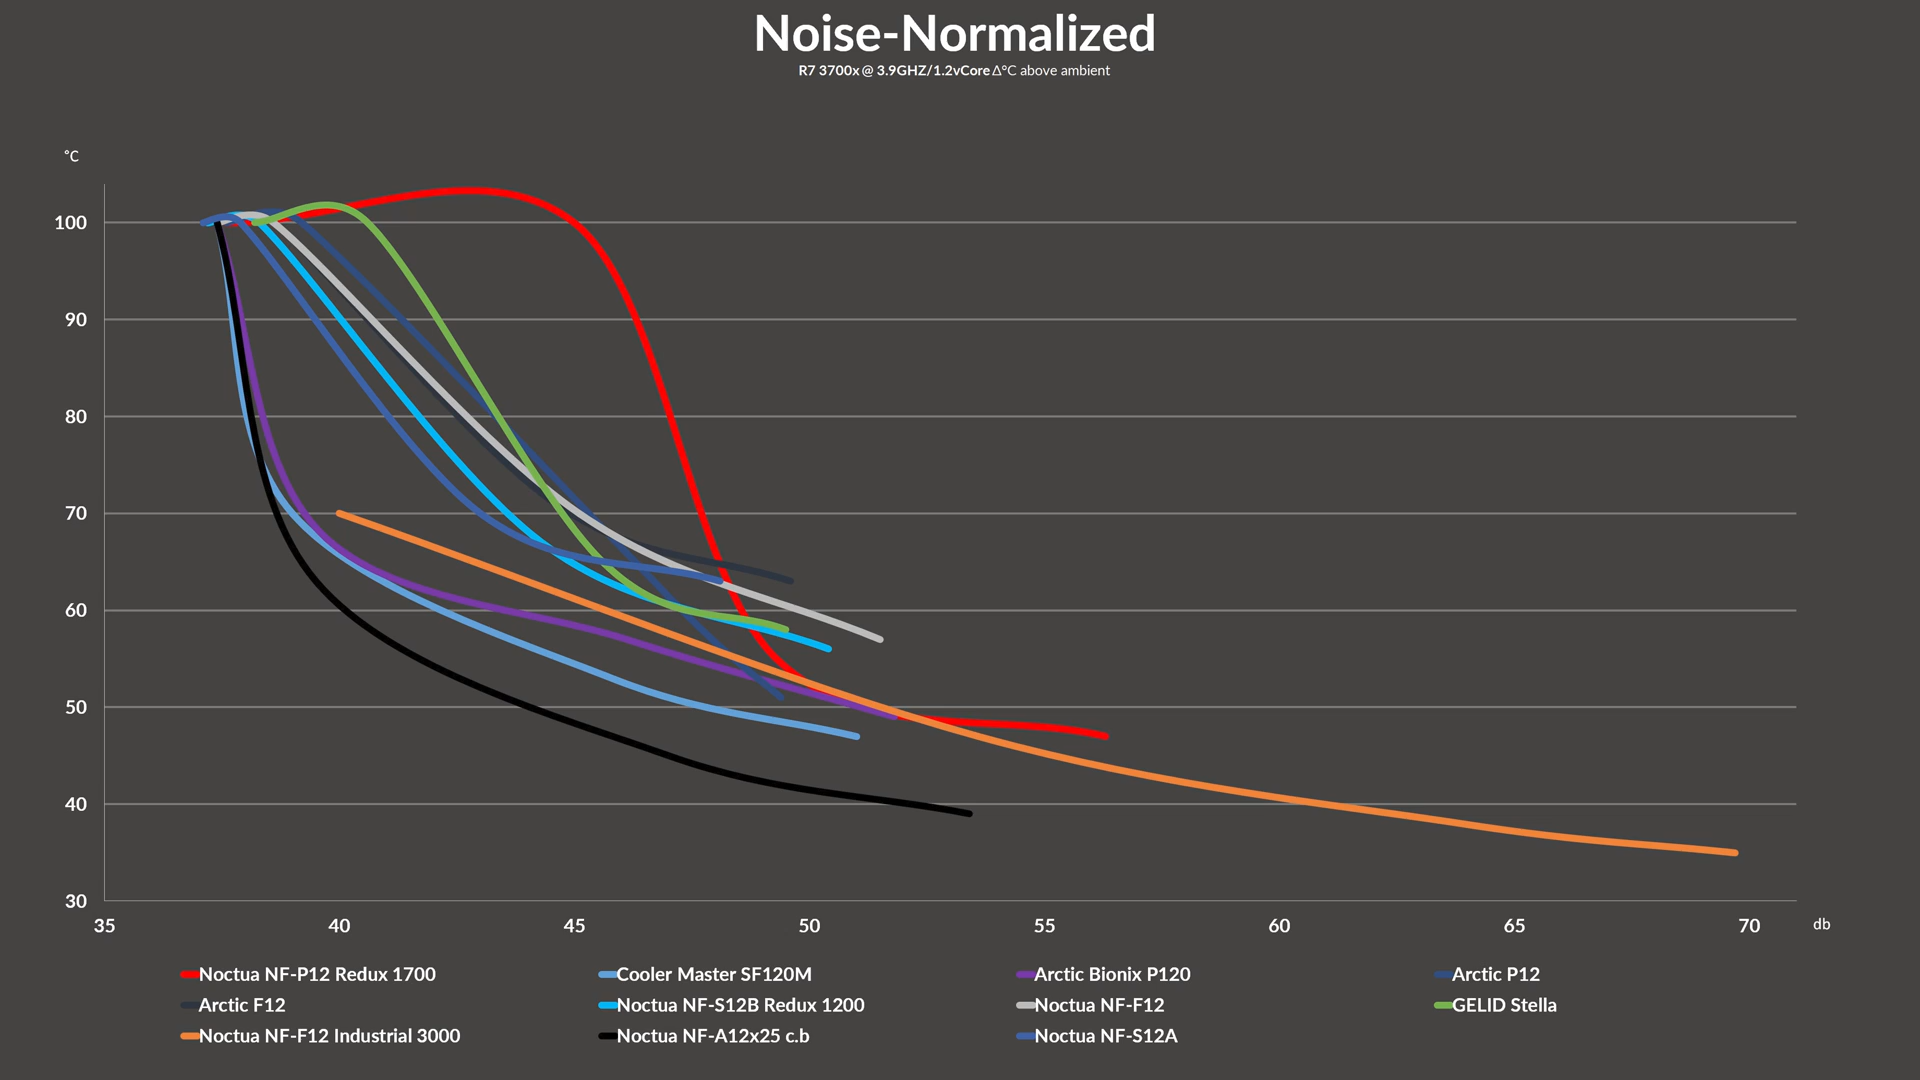 Noise-Normalized
R7 3700x @ 3.9GHZ/1.2vCore Δ°C above ambient
°C
100
90
80
70
60
50
40
30
35 40 45 50 55 60 65 70 db
Noctua NF-P12 Redux 1700 Cooler Master SF120M Arctic Bionix P120 Arctic P12
Arctic F12 Noctua NF-S12B Redux 1200 Noctua NF-F12 GELID Stella
Noctua NF-F12 Industrial 3000 Noctua NF-A12x25 c.b Noctua NF-S12A